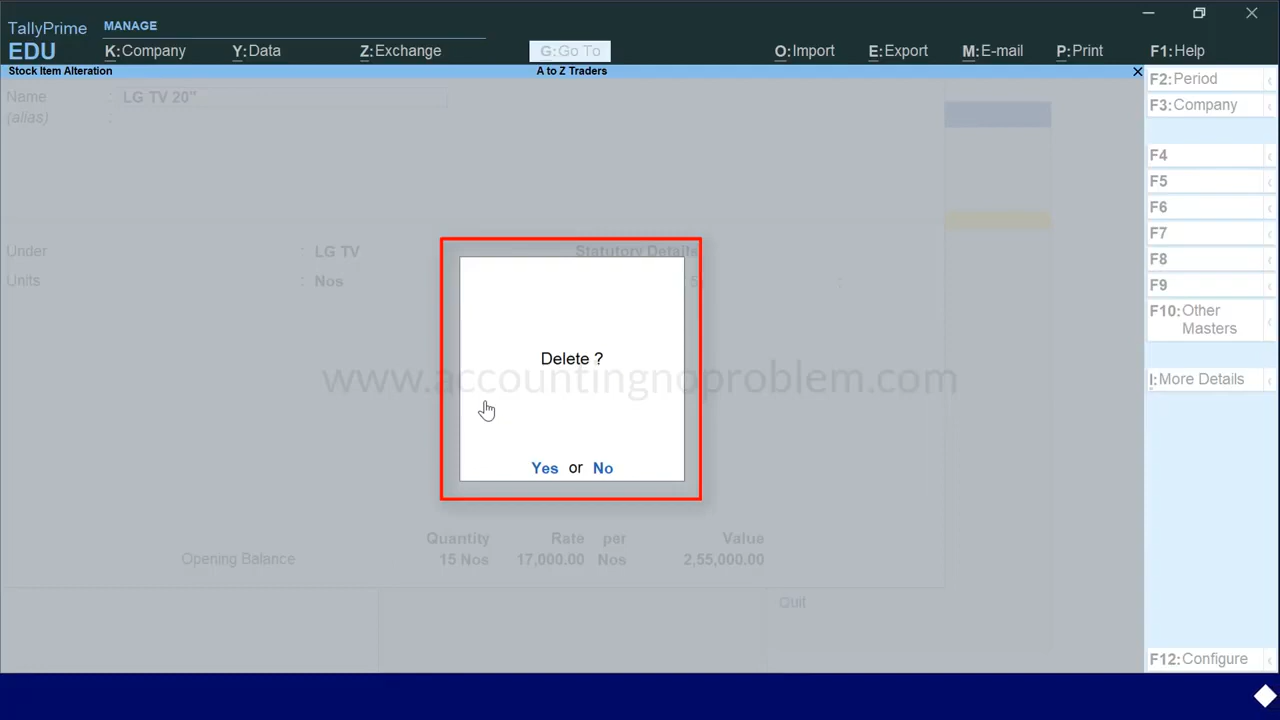 TallyPrime
EDU
MANAGE
K:Company Y:Data Z:Exchange G:Go To O:Import E:Export M:E-mail P:Print F1:Help
Stock Item Alteration A to Z Traders
Name : LG TV 20"
(alias) :
Under : LG TV Statutory Details
Units : Nos 5 :
Delete ?
www.accountingnoproblem.com
Yes or No
Quantity Rate per Value
Opening Balance 15 Nos 17,000.00 Nos 2,55,000.00
Quit
F2:Period
F3:Company
F4
F5
F6
F7
F8
F9
F10:Other
Masters
I:More Details
F12:Configure